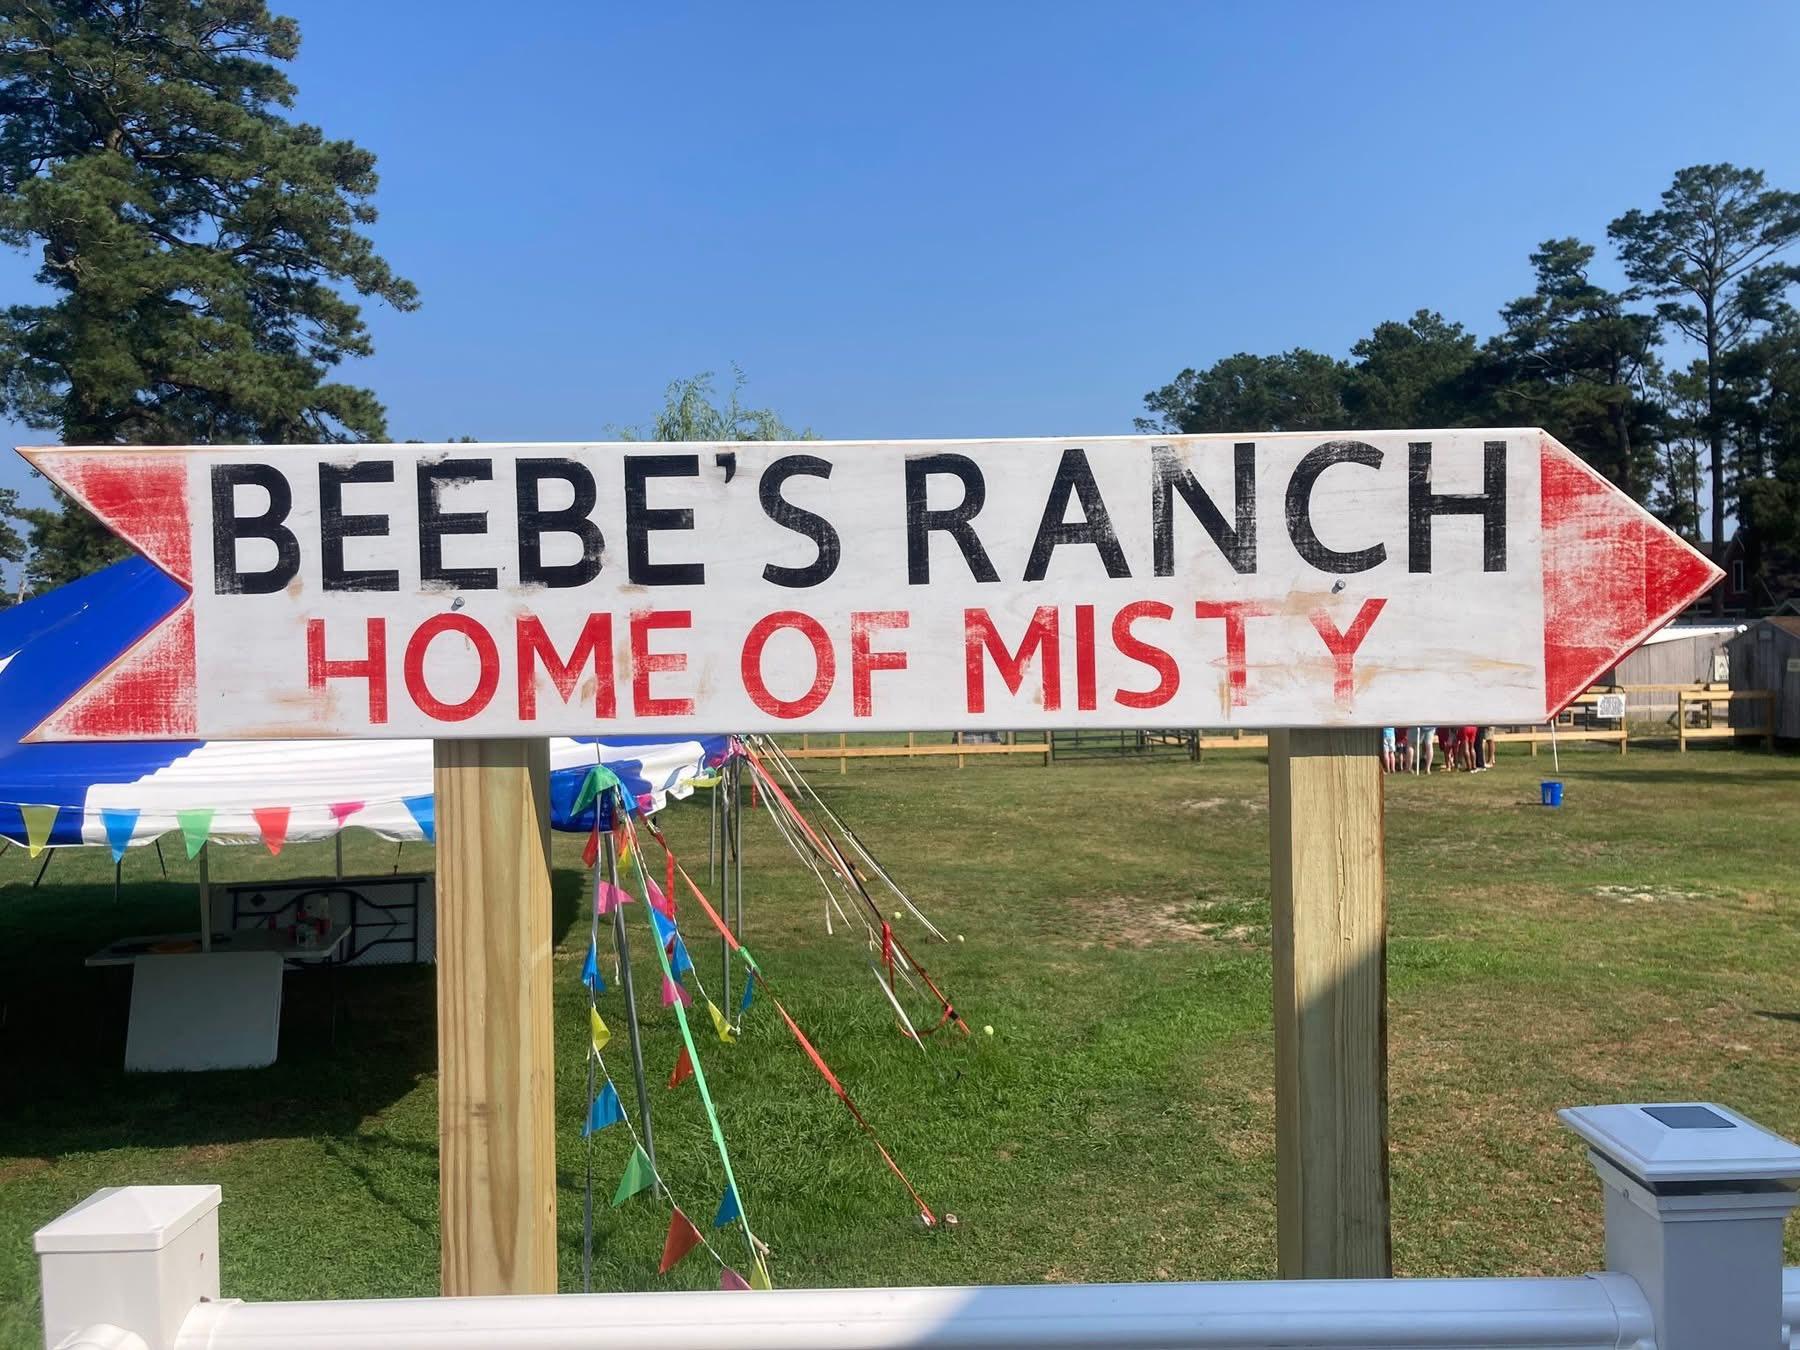 BEEBE'S RANCH
HOME OF MISTY